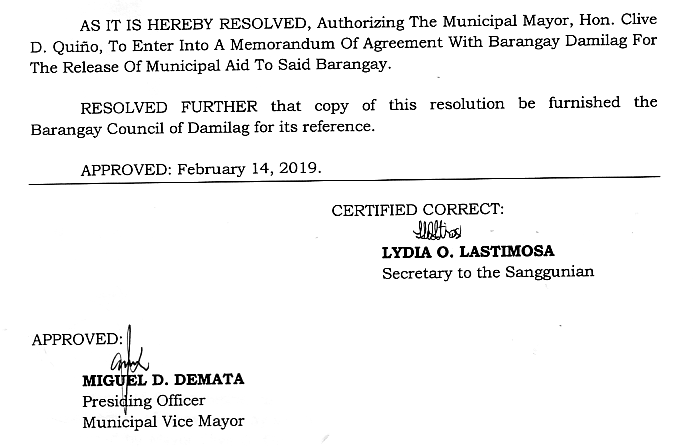 AS IT IS HEREBY RESOLVED, Authorizing The Municipal Mayor, Hon. Clive
D. Quiño, To Enter Into A Memorandum Of Agreement With Barangay Damilag For
The Release Of Municipal Aid To Said Barangay.
RESOLVED FURTHER that copy of this resolution be furnished the
Barangay Council of Damilag for its reference.
APPROVED: February 14, 2019.
CERTIFIED CORRECT:
LYDIA O. LASTIMOSA
Secretary to the Sanggunian
APPROVED:
MIGUEL D. DEMATA
Presiding Officer
Municipal Vice Mayor